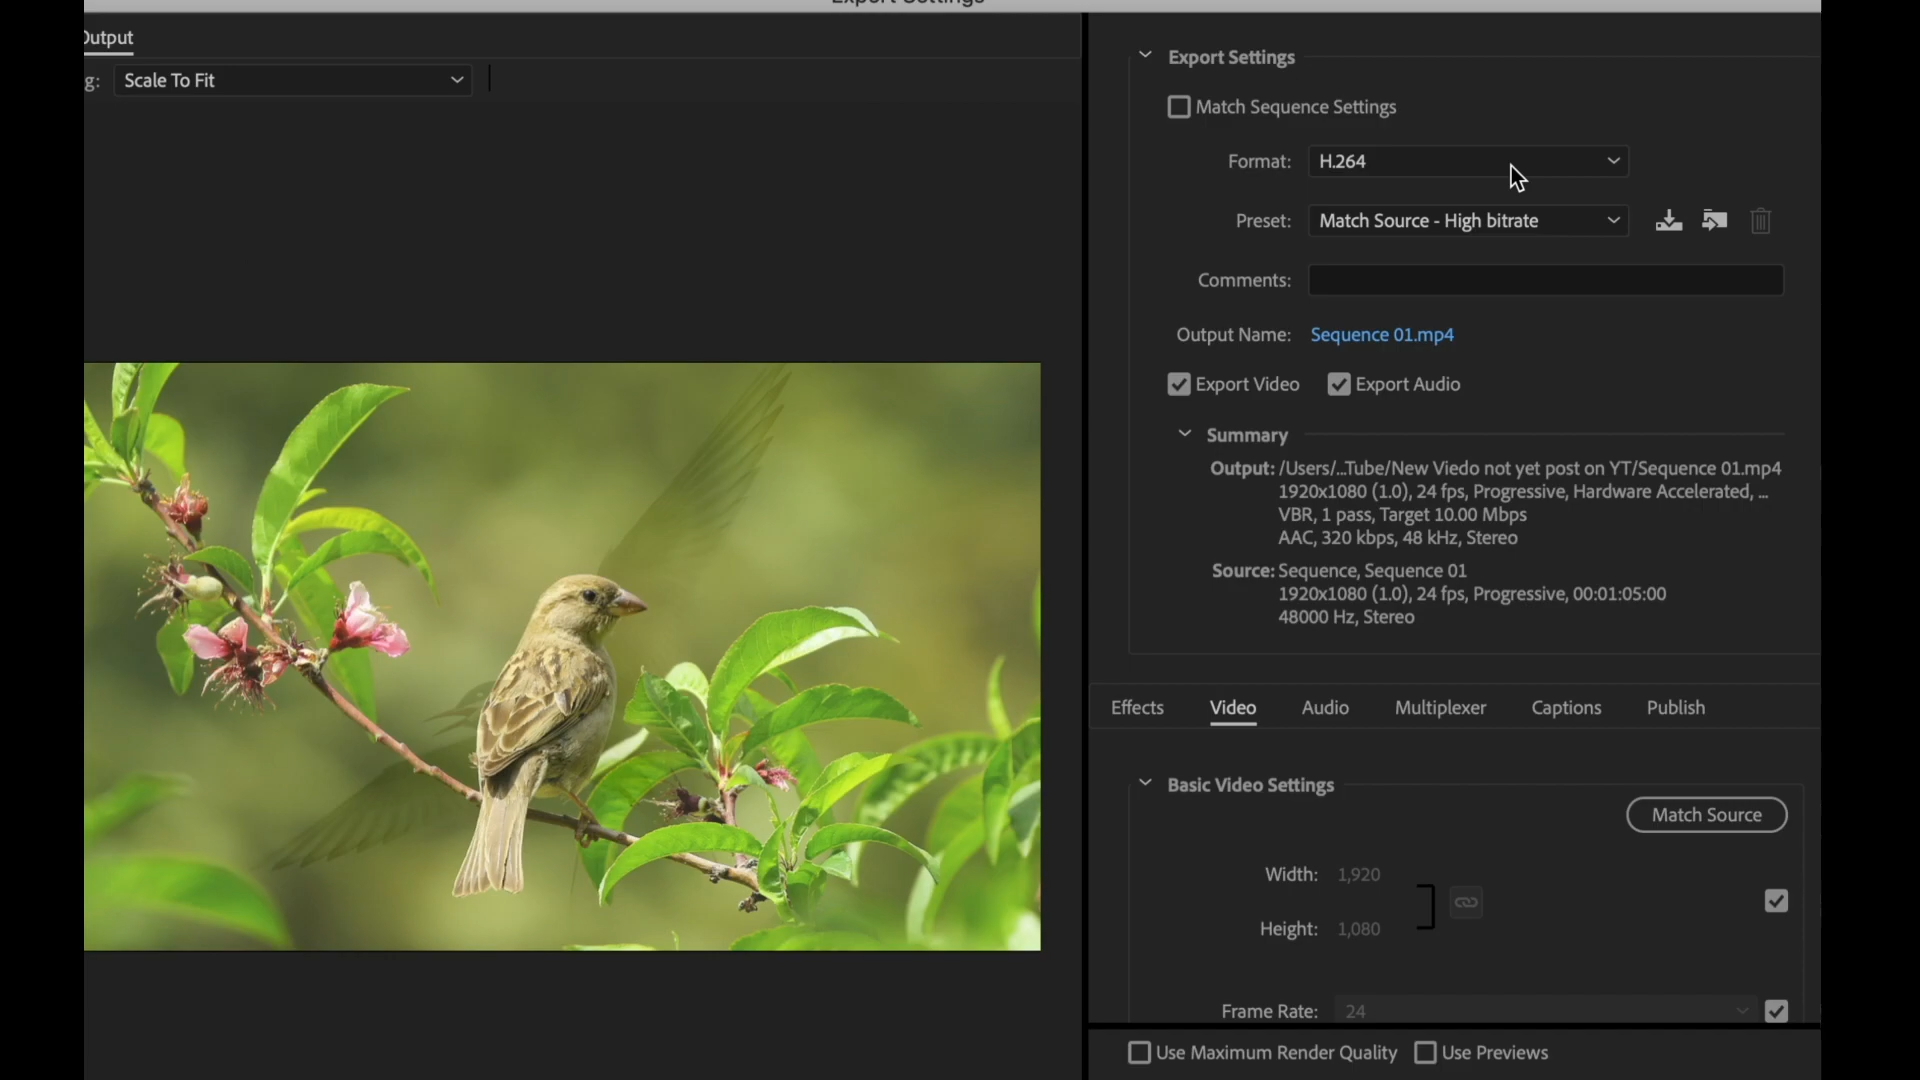 Export Settings
Output
g: Scale To Fit
Export Settings
Match Sequence Settings
Format: H.264
Preset: Match Source - High bitrate
Comments:
Output Name: Sequence 01.mp4
Export Video Export Audio
Summary
Output: /Users/...Tube/New Viedo not yet post on YT/Sequence 01.mp4
1920x1080 (1.0), 24 fps, Progressive, Hardware Accelerated, ...
VBR, 1 pass, Target 10.00 Mbps
AAC, 320 kbps, 48 kHz, Stereo
Source: Sequence, Sequence 01
1920x1080 (1.0), 24 fps, Progressive, 00:01:05:00
48000 Hz, Stereo
Effects Video Audio Multiplexer Captions Publish
Basic Video Settings
Match Source
Width: 1,920
Height: 1,080
Frame Rate: 24
Use Maximum Render Quality Use Previews